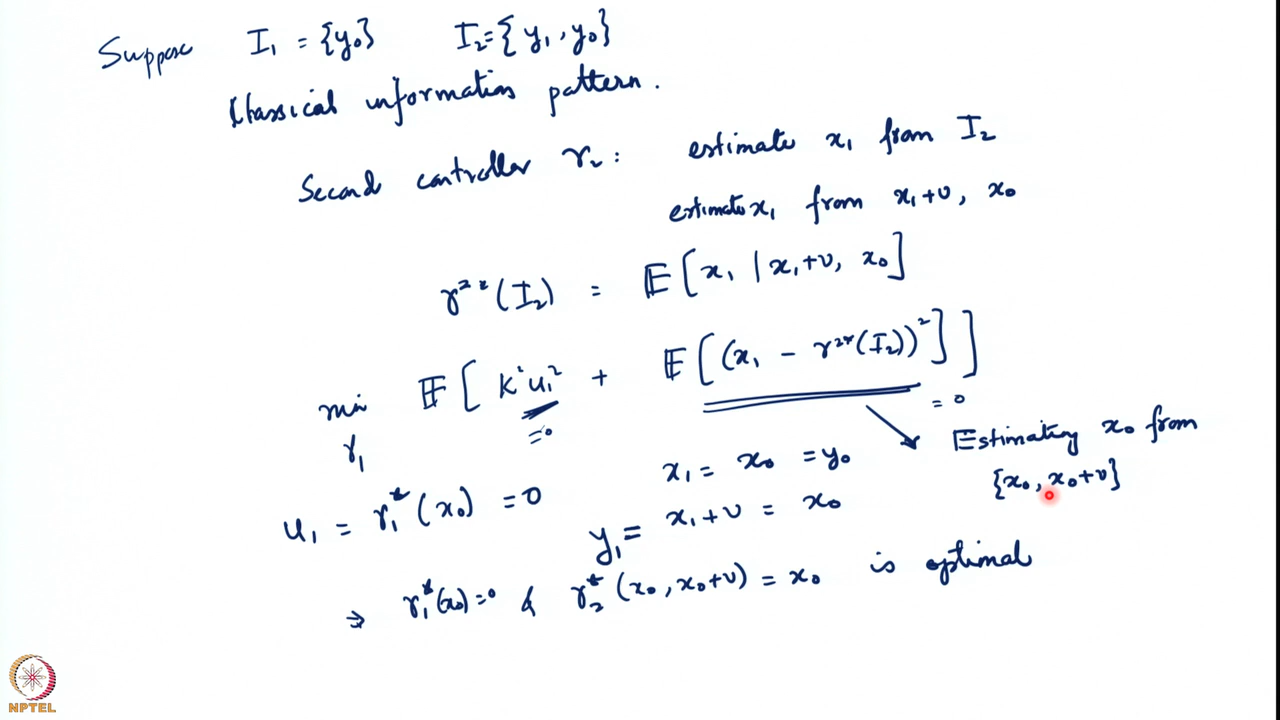 Suppose I₁ = {y₀} I₂ = {y₁, y₀}
Classical information pattern.
Second controller γ₂: estimate x₁ from I₂
estimate x₁ from x₁+v, x₀
γ²*(I₂) = 𝔼[x₁ | x₁+v, x₀]
min γ₁ 𝔼[K²u₁² + 𝔼[(x₁ − γ²*(I₂))²]]
=0 =0
Estimating x₀ from
{x₀, x₀+v}
x₁ = x₀ = y₀
u₁ = γ₁*(x₀) = 0
y₁ = x₁+v = x₀
⇒ γ₁*(x₀)=0 & γ₂*(x₀, x₀+v) = x₀ is optimal
NPTEL